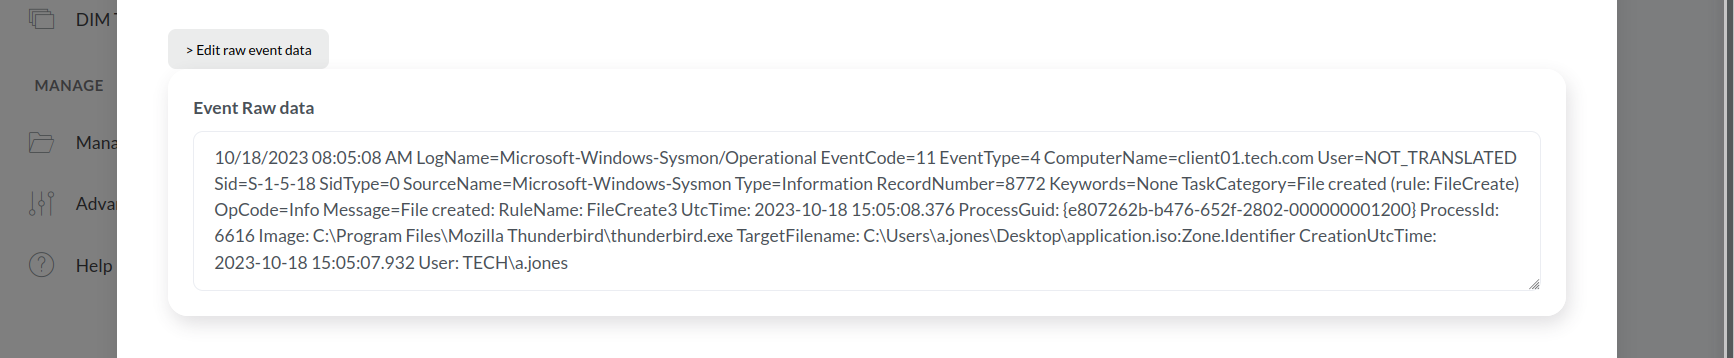 DIM
MANAGE
Mana
Adva
Help
> Edit raw event data
Event Raw data
10/18/2023 08:05:08 AM LogName=Microsoft-Windows-Sysmon/Operational EventCode=11 EventType=4 ComputerName=client01.tech.com User=NOT_TRANSLATED
Sid=S-1-5-18 SidType=0 SourceName=Microsoft-Windows-Sysmon Type=Information RecordNumber=8772 Keywords=None TaskCategory=File created (rule: FileCreate)
OpCode=Info Message=File created: RuleName: FileCreate3 UtcTime: 2023-10-18 15:05:08.376 ProcessGuid: {e807262b-b476-652f-2802-000000001200} ProcessId:
6616 Image: C:\Program Files\Mozilla Thunderbird\thunderbird.exe TargetFilename: C:\Users\a.jones\Desktop\application.iso:Zone.Identifier CreationUtcTime:
2023-10-18 15:05:07.932 User: TECH\a.jones